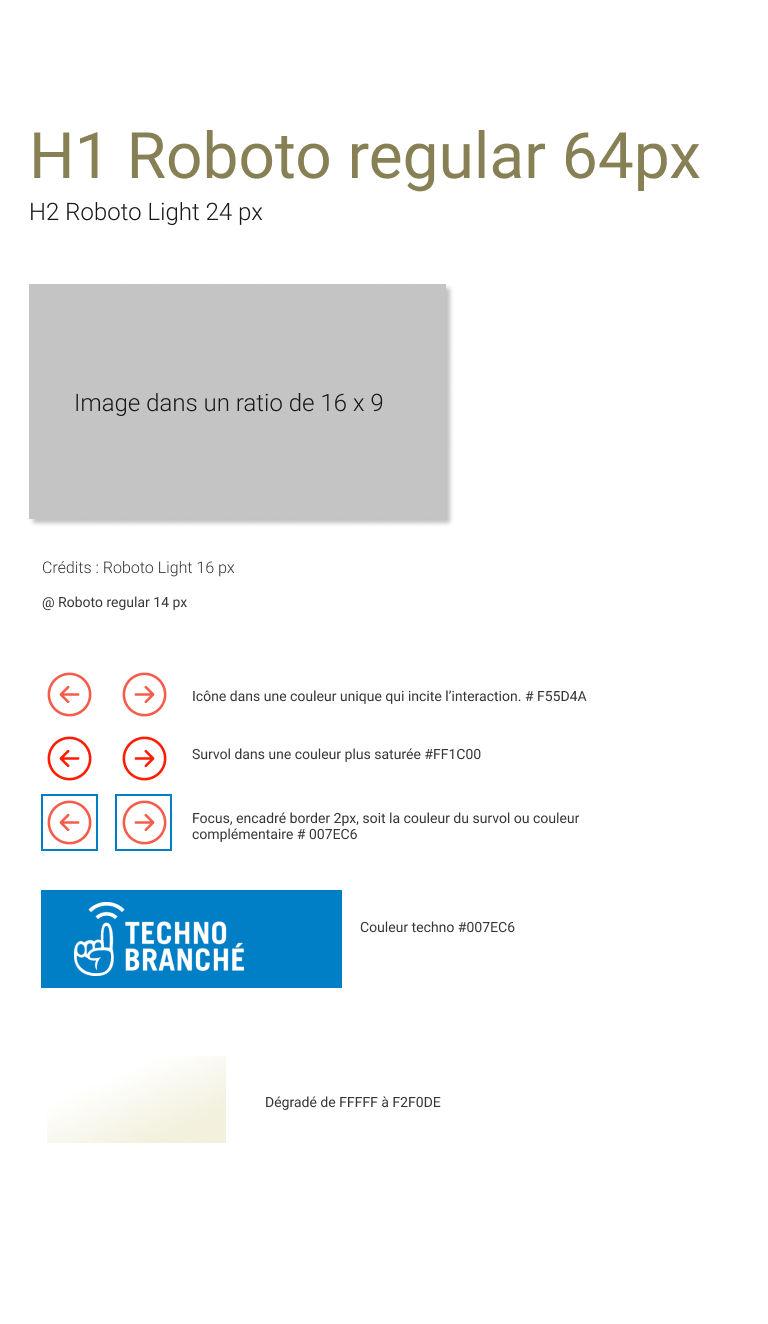 H1 Roboto regular 64px
H2 Roboto Light 24 px
Image dans un ratio de 16 x 9
Crédits : Roboto Light 16 px
@ Roboto regular 14 px
Icône dans une couleur unique qui incite l’interaction. # F55D4A
Survol dans une couleur plus saturée #FF1C00
Focus, encadré border 2px, soit la couleur du survol ou couleur
complémentaire # 007EC6
TECHNO
BRANCHÉ
Couleur techno #007EC6
Dégradé de FFFFF à F2F0DE